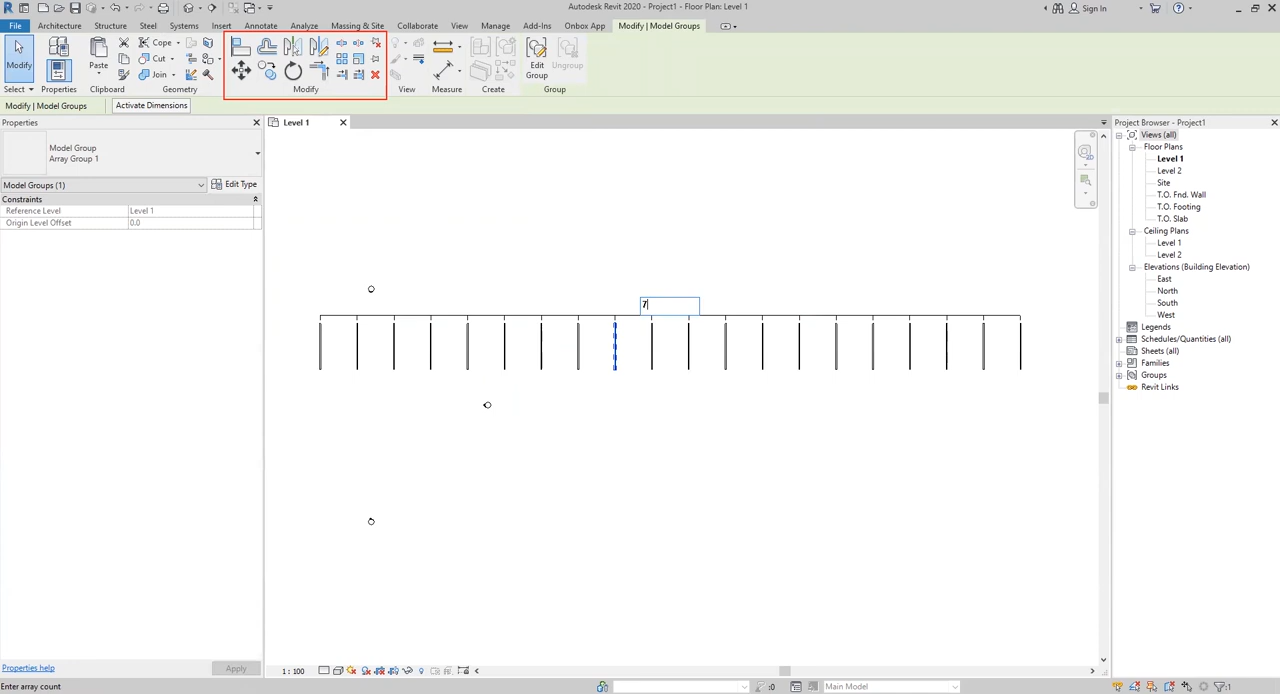 Autodesk Revit 2020 - Project1 - Floor Plan: Level 1
Sign In
File Architecture Structure Steel Systems Insert Annotate Analyze Massing & Site Collaborate View Manage Add-Ins Onbox App Modify | Model Groups
Modify
Paste
Cope
Cut
Join
Edit
Group
Ungroup
Select Properties Clipboard Geometry Modify View Measure Create Group
Modify | Model Groups Activate Dimensions
Properties
Level 1
Project Browser - Project1
Model Group
Array Group 1
Model Groups (1)
Edit Type
Constraints
Reference Level Level 1
Origin Level Offset 0.0
7
2D
Views (all)
Floor Plans
Level 1
Level 2
Site
T.O. Fnd. Wall
T.O. Footing
T.O. Slab
Ceiling Plans
Level 1
Level 2
Elevations (Building Elevation)
East
North
South
West
Legends
Schedules/Quantities (all)
Sheets (all)
Families
Groups
Revit Links
Properties help
Apply
1 : 100
Enter array count
:0
Main Model
:1